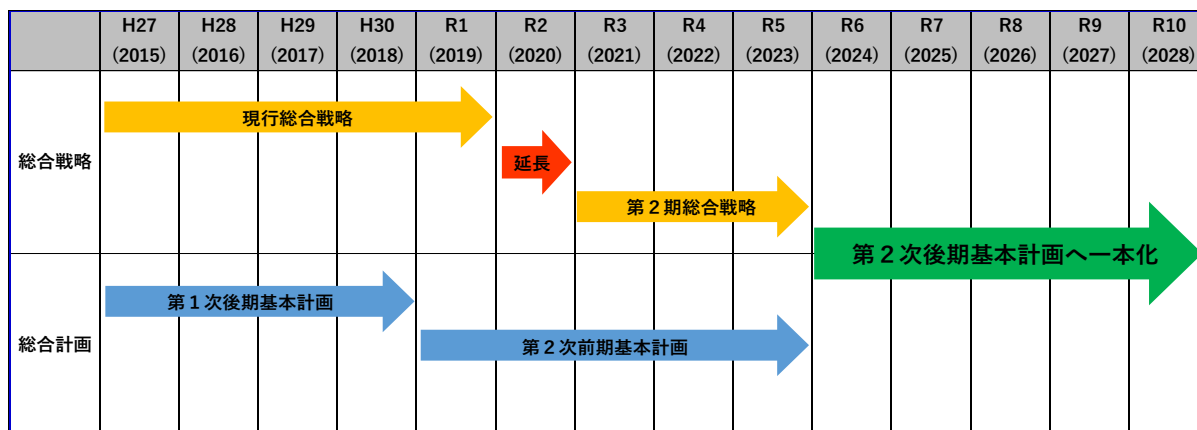 H27 H28 H29 H30 R1 R2 R3 R4 R5 R6 R7 R8 R9 R10
(2015) (2016) (2017) (2018) (2019) (2020) (2021) (2022) (2023) (2024) (2025) (2026) (2027) (2028)
現行総合戦略
総合戦略
延長
第2期総合戦略
第2次後期基本計画へ一本化
第1次後期基本計画
総合計画
第2次前期基本計画